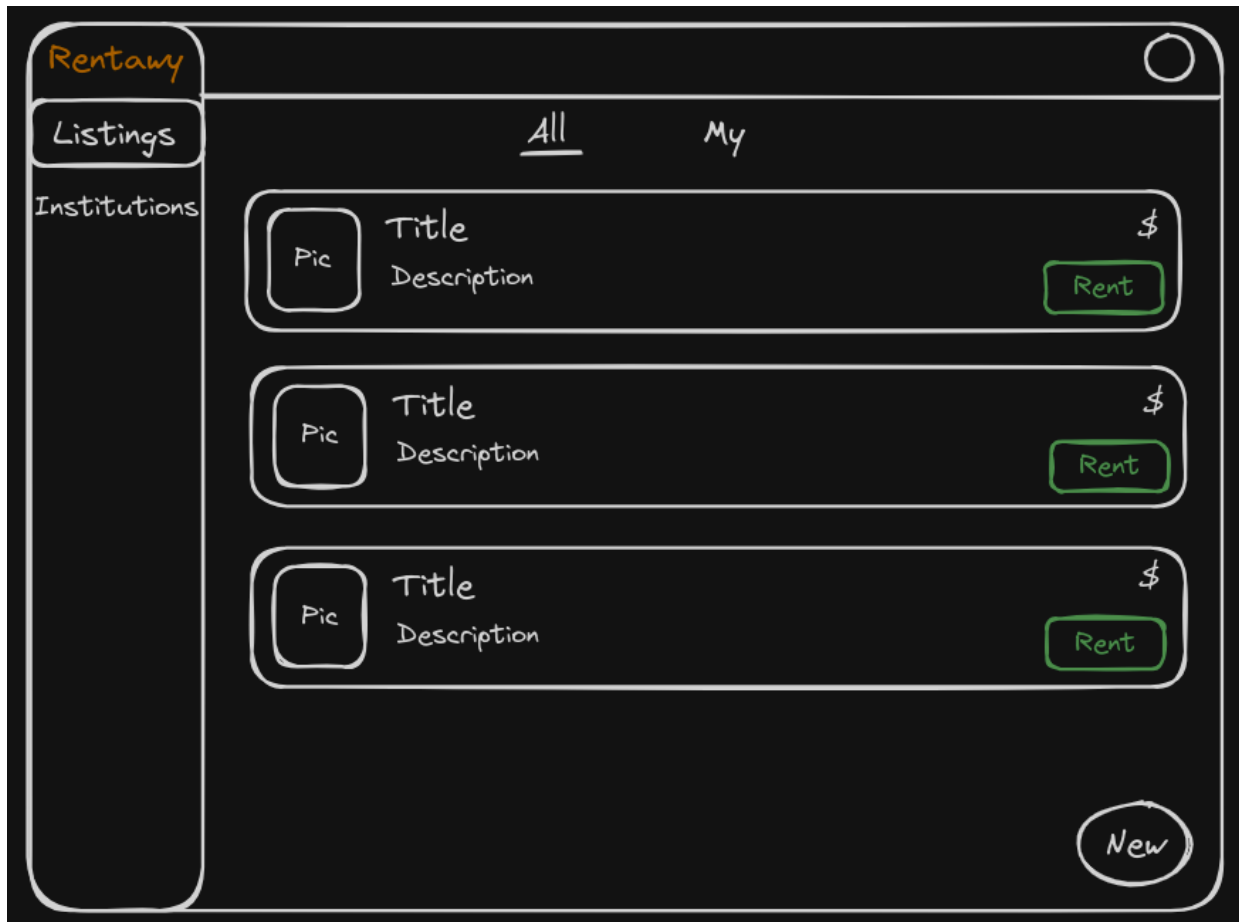 Rentawy
Listings
Institutions
All My
Pic
Title
Description
$
Rent
Pic
Title
Description
$
Rent
Pic
Title
Description
$
Rent
New